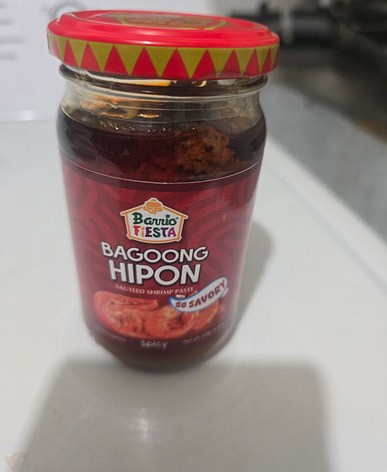 Barrio
FIESTA
BAGOONG
HIPON
SAUTEED SHRIMP PASTE
SO SAVORY
Spicy